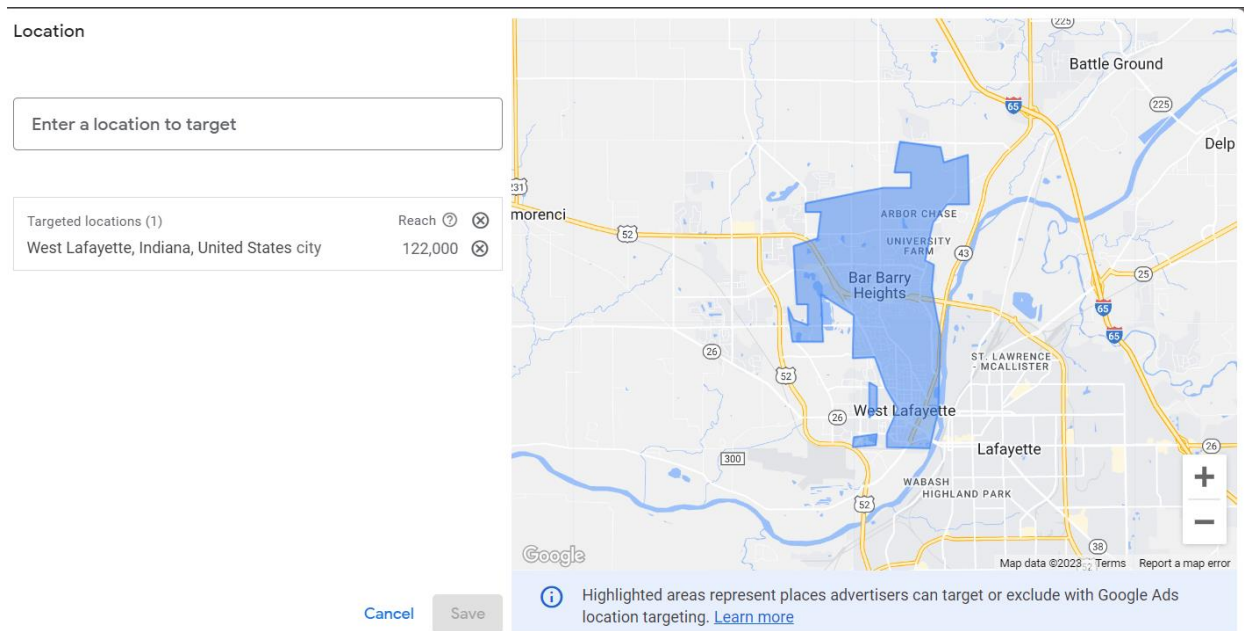 Location
Enter a location to target
Targeted locations (1) Reach
West Lafayette, Indiana, United States city 122,000
Cancel Save
225
Battle Ground
65
225
Delp
231
morenci
ARBOR CHASE
52
UNIVERSITY
FARM
43
Bar Barry
Heights
25
65
65
26
ST. LAWRENCE
- MCALLISTER
52
26
West Lafayette
Lafayette
26
300
WABASH
HIGHLAND PARK
52
38
Google
Map data ©2023 Terms Report a map error
Highlighted areas represent places advertisers can target or exclude with Google Ads
location targeting. Learn more